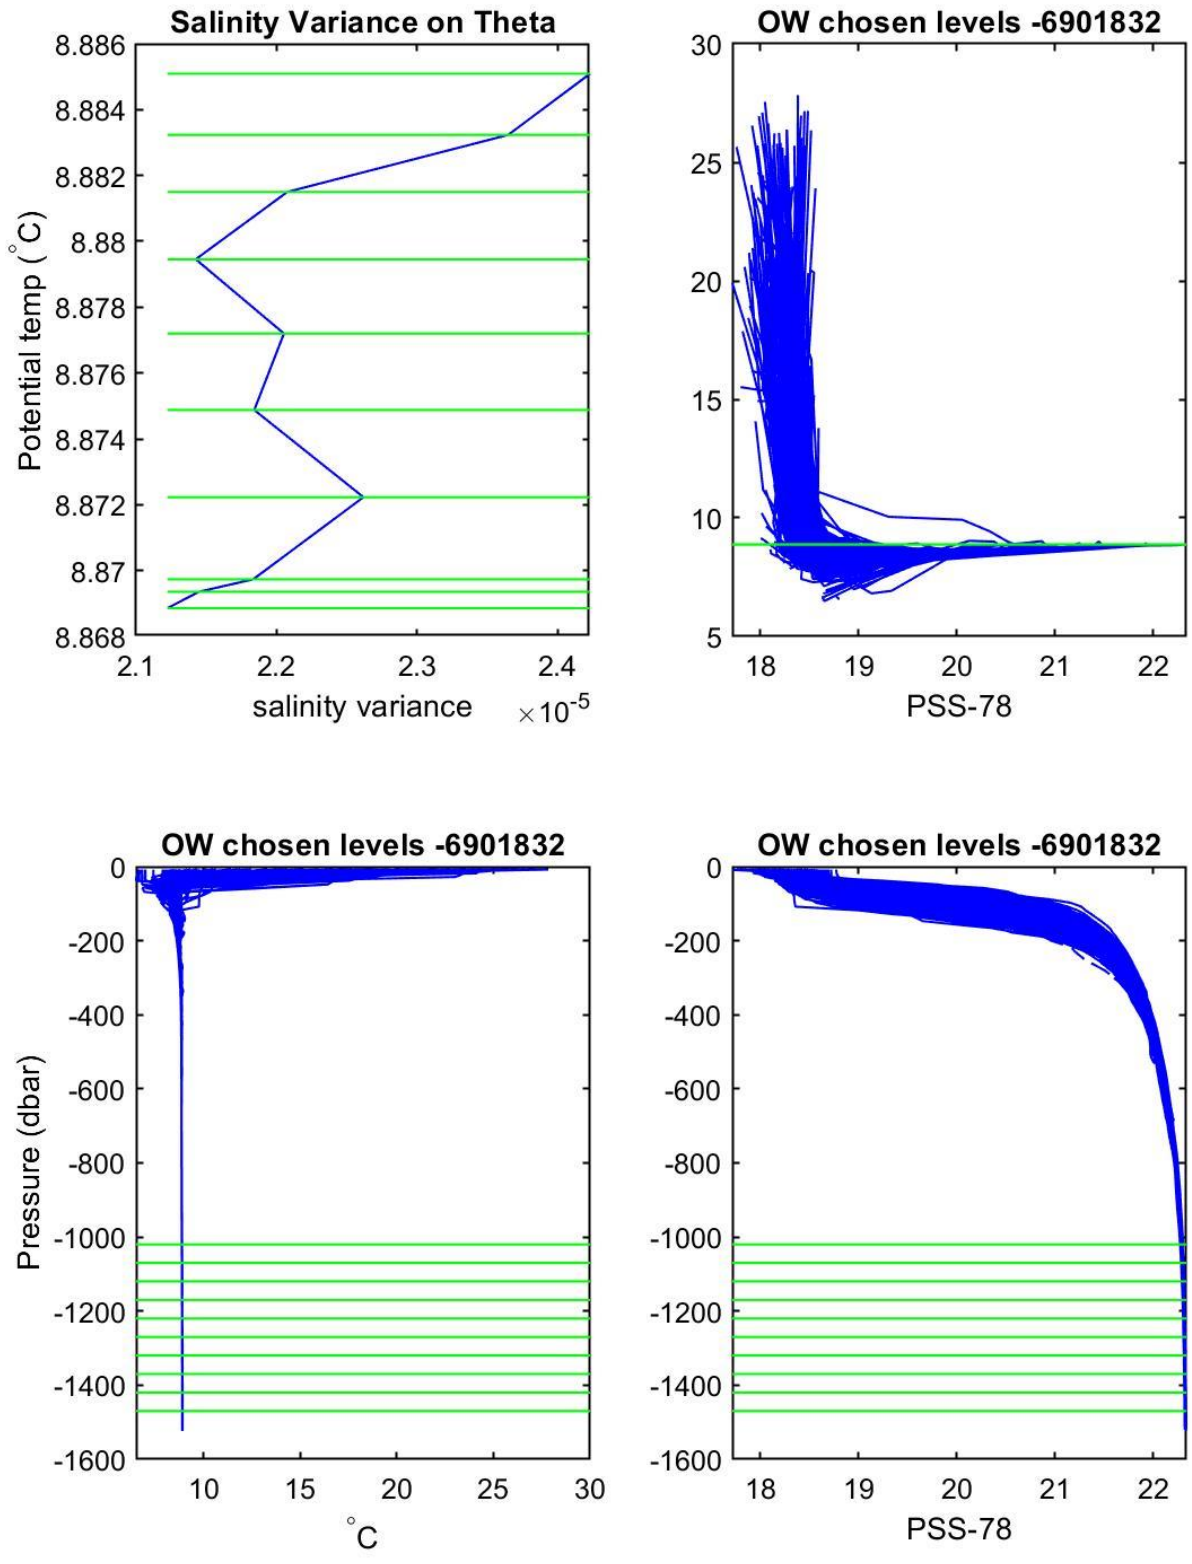 Salinity Variance on Theta
8.886
8.884
8.882
8.88
8.878
8.876
8.874
8.872
8.87
8.868
Potential temp (°C)
2.1 2.2 2.3 2.4
salinity variance ×10-5
OW chosen levels -6901832
30
25
20
15
10
5
18 19 20 21 22
PSS-78
OW chosen levels -6901832
0
-200
-400
-600
-800
-1000
-1200
-1400
-1600
Pressure (dbar)
10 15 20 25 30
°C
OW chosen levels -6901832
0
-200
-400
-600
-800
-1000
-1200
-1400
-1600
18 19 20 21 22
PSS-78